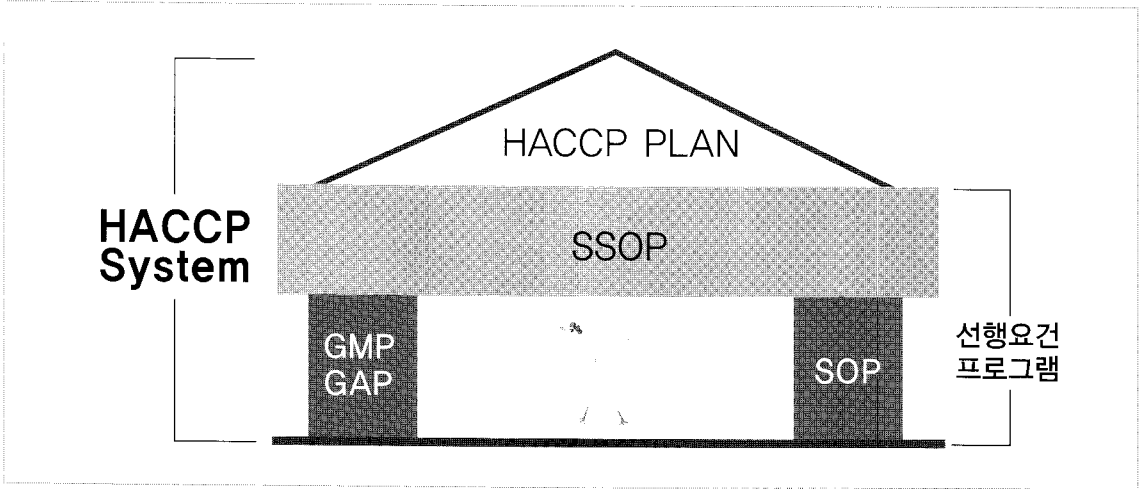 HACCP PLAN
HACCP
System
SSOP
GMP
GAP
SOP
선행요건
프로그램